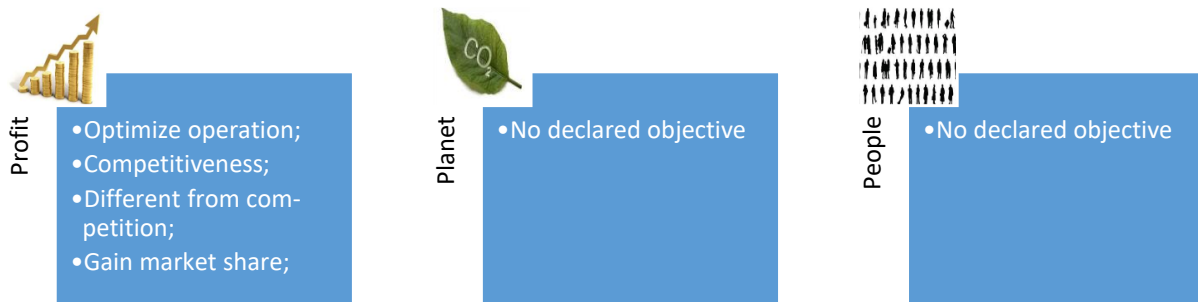 Profit
•Optimize operation;
•Competitiveness;
•Different from com-
petition;
•Gain market share;
CO2
Planet
•No declared objective
People
•No declared objective